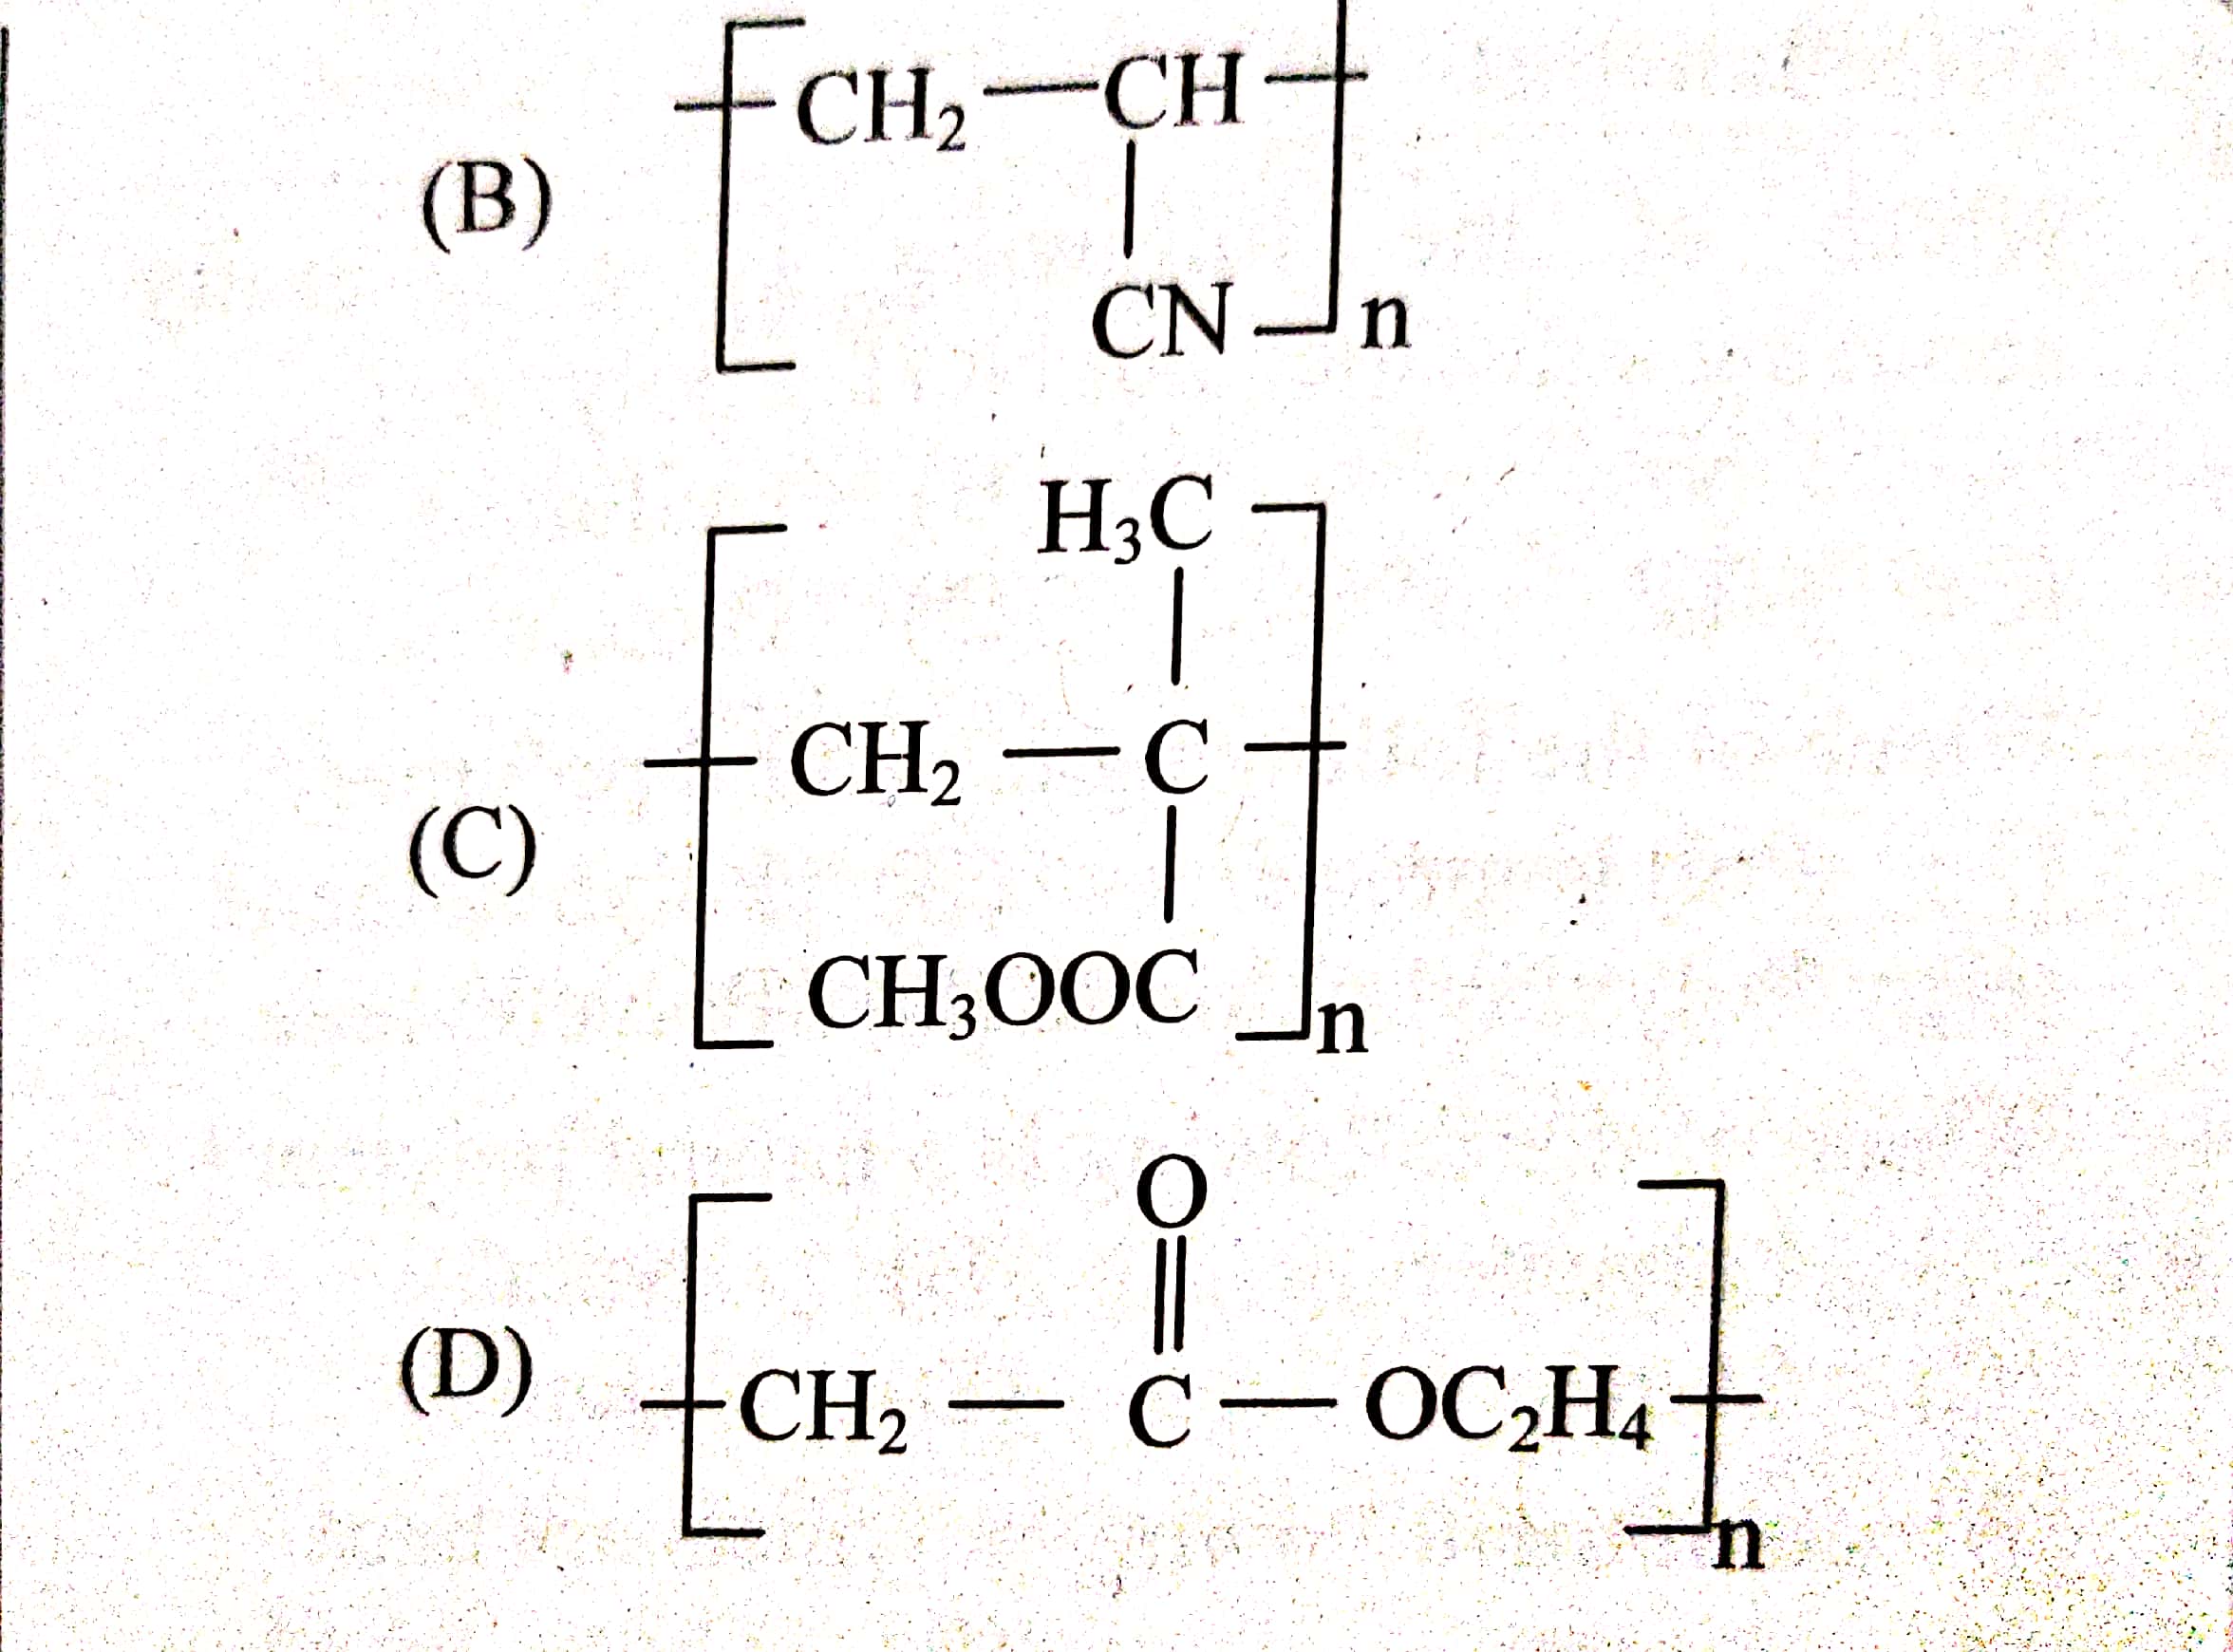 CH₂—CH
(B)
CN n
H₃C
CH₂ — C
(C)
CH₃OOC n
O
(D) CH₂ — C — OC₂H₄
n